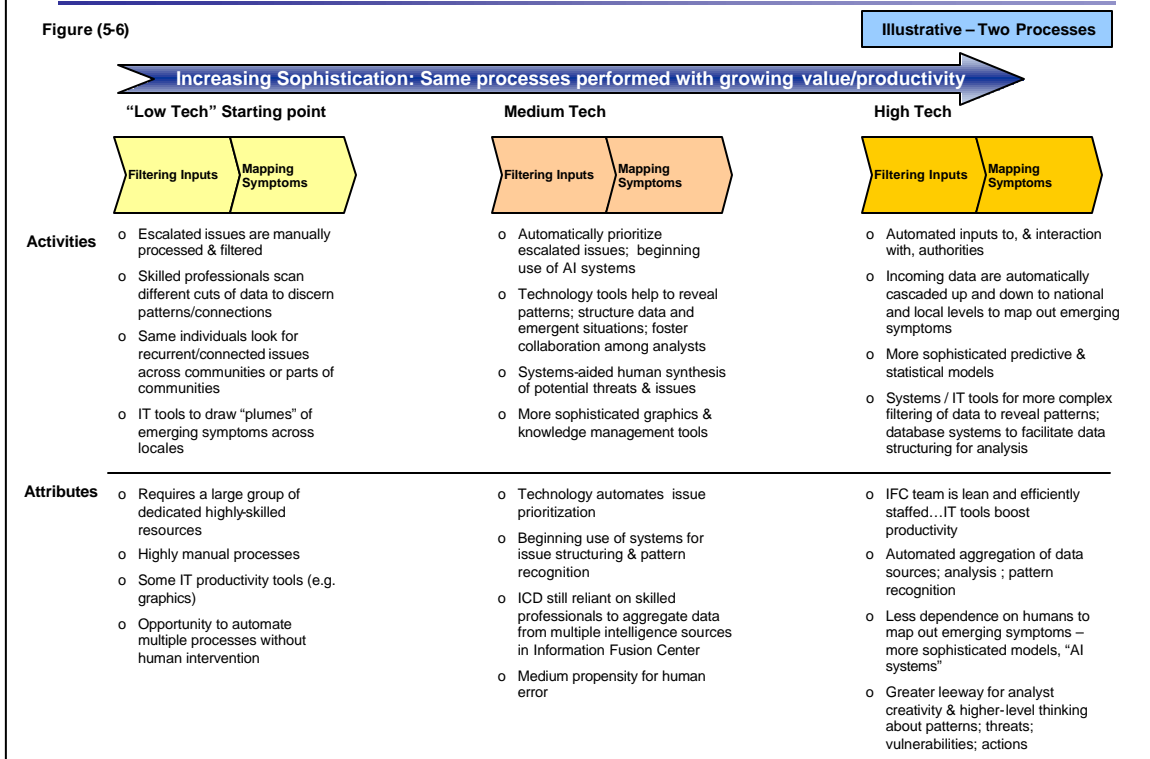 Figure (5-6)
Illustrative – Two Processes
Increasing Sophistication: Same processes performed with growing value/productivity
“Low Tech” Starting point
Medium Tech
High Tech
Filtering Inputs
Mapping
Symptoms
Filtering Inputs
Mapping
Symptoms
Filtering Inputs
Mapping
Symptoms
Activities
o Escalated issues are manually
processed & filtered
o Skilled professionals scan
different cuts of data to discern
patterns/connections
o Same individuals look for
recurrent/connected issues
across communities or parts of
communities
o IT tools to draw “plumes” of
emerging symptoms across
locales
o Automatically prioritize
escalated issues; beginning
use of AI systems
o Technology tools help to reveal
patterns; structure data and
emergent situations; foster
collaboration among analysts
o Systems-aided human synthesis
of potential threats & issues
o More sophisticated graphics &
knowledge management tools
o Automated inputs to, & interaction
with, authorities
o Incoming data are automatically
cascaded up and down to national
and local levels to map out emerging
symptoms
o More sophisticated predictive &
statistical models
o Systems / IT tools for more complex
filtering of data to reveal patterns;
database systems to facilitate data
structuring for analysis
Attributes
o Requires a large group of
dedicated highly-skilled
resources
o Highly manual processes
o Some IT productivity tools (e.g.
graphics)
o Opportunity to automate
multiple processes without
human intervention
o Technology automates issue
prioritization
o Beginning use of systems for
issue structuring & pattern
recognition
o ICD still reliant on skilled
professionals to aggregate data
from multiple intelligence sources
in Information Fusion Center
o Medium propensity for human
error
o IFC team is lean and efficiently
staffed…IT tools boost
productivity
o Automated aggregation of data
sources; analysis ; pattern
recognition
o Less dependence on humans to
map out emerging symptoms –
more sophisticated models, “AI
systems”
o Greater leeway for analyst
creativity & higher-level thinking
about patterns; threats;
vulnerabilities; actions